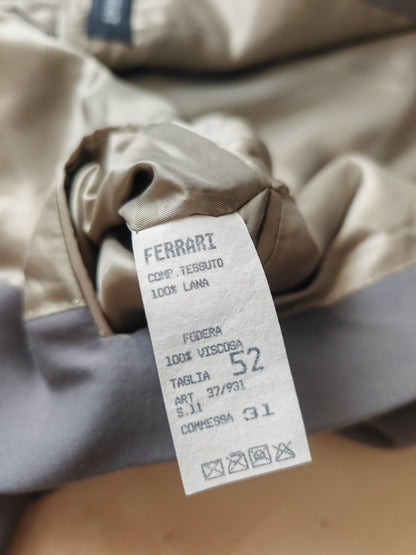 FERRARI
COMP.TESSUTO
100% LANA
FODERA
100% VISCOSA
TAGLIA 52
ART. 37/931
S.11
COMMESSA 31